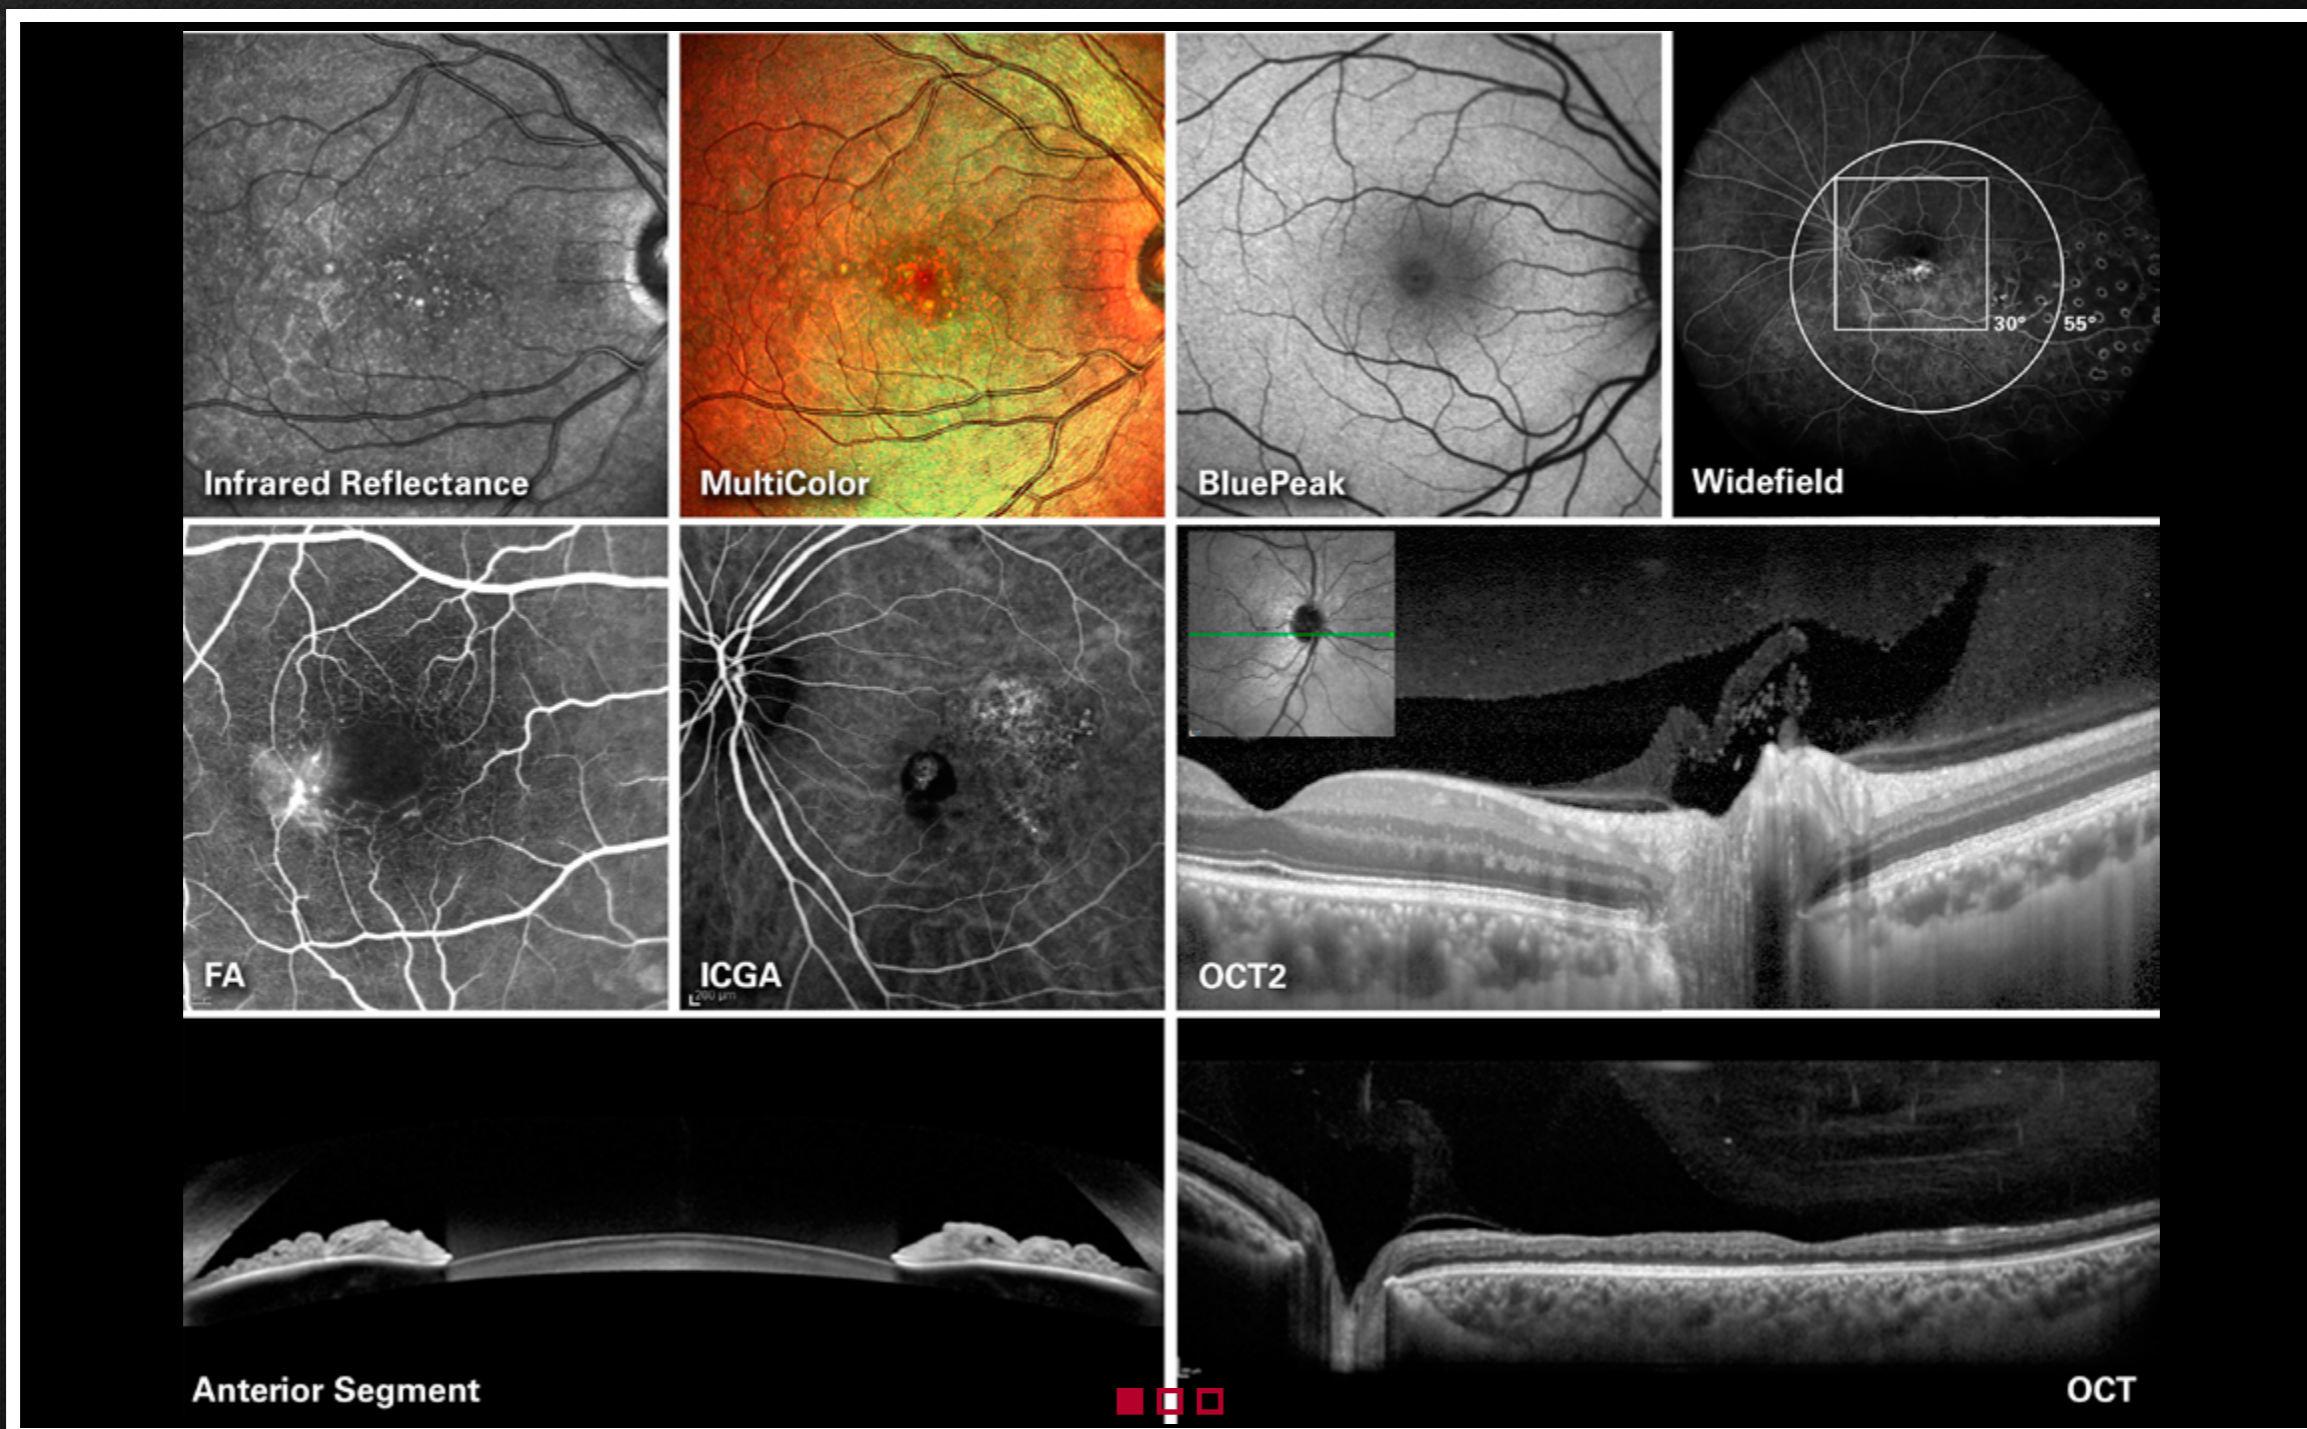 Infrared Reflectance
MultiColor
BluePeak
30°
55°
Widefield
FA
ICGA
200 µm
OCT2
Anterior Segment
OCT